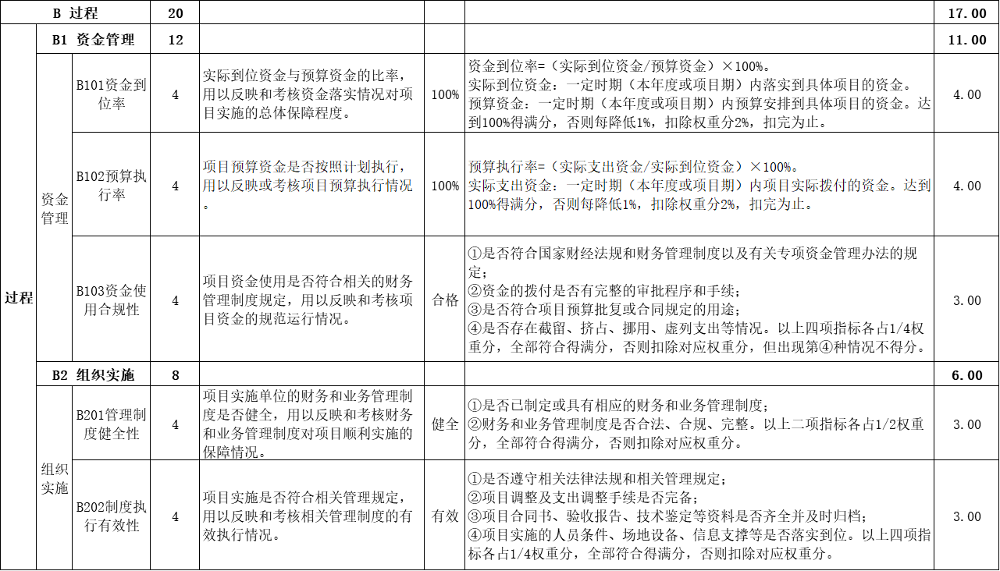 B 过程 20 17.00
B1 资金管理 12 11.00
过程
资金
管理
B101资金到
位率
4
实际到位资金与预算资金的比率，
用以反映和考核资金落实情况对项
目实施的总体保障程度。
100%
资金到位率=（实际到位资金/预算资金）×100%。
实际到位资金：一定时期（本年度或项目期）内落实到具体项目的资金。
预算资金：一定时期（本年度或项目期）内预算安排到具体项目的资金。达
到100%得满分，否则每降低1%，扣除权重分2%，扣完为止。
4.00
B102预算执
行率
4
项目预算资金是否按照计划执行，
用以反映或考核项目预算执行情况
。
100%
预算执行率=（实际支出资金/实际到位资金）×100%。
实际支出资金：一定时期（本年度或项目期）内项目实际拨付的资金。达到
100%得满分，否则每降低1%，扣除权重分2%，扣完为止。
4.00
B103资金使
用合规性
4
项目资金使用是否符合相关的财务
管理制度规定，用以反映和考核项
目资金的规范运行情况。
合格
①是否符合国家财经法规和财务管理制度以及有关专项资金管理办法的规
定；
②资金的拨付是否有完整的审批程序和手续；
③是否符合项目预算批复或合同规定的用途；
④是否存在截留、挤占、挪用、虚列支出等情况。以上四项指标各占1/4权
重分，全部符合得满分，否则扣除对应权重分，但出现第④种情况不得分。
3.00
B2 组织实施 8 6.00
组织
实施
B201管理制
度健全性
4
项目实施单位的财务和业务管理制
度是否健全，用以反映和考核财务
和业务管理制度对项目顺利实施的
保障情况。
健全
①是否已制定或具有相应的财务和业务管理制度；
②财务和业务管理制度是否合法、合规、完整。以上二项指标各占1/2权重
分，全部符合得满分，否则扣除对应权重分。
3.00
B202制度执
行有效性
4
项目实施是否符合相关管理规定，
用以反映和考核相关管理制度的有
效执行情况。
有效
①是否遵守相关法律法规和相关管理规定；
②项目调整及支出调整手续是否完备；
③项目合同书、验收报告、技术鉴定等资料是否齐全并及时归档；
④项目实施的人员条件、场地设备、信息支撑等是否落实到位。以上四项指
标各占1/4权重分，全部符合得满分，否则扣除对应权重分。
3.00